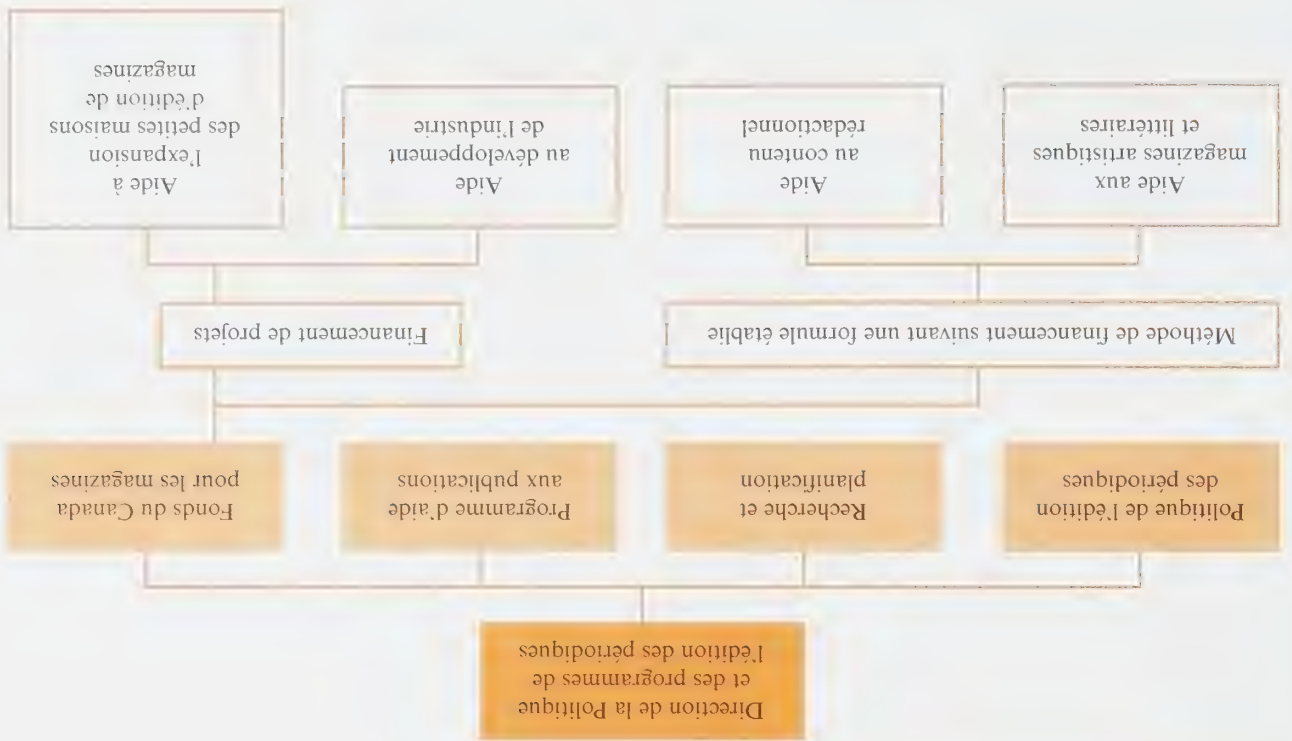 Direction de la Politique
et des programmes de
l'édition des périodiques
Politique de l'édition
des périodiques
Recherche et
planification
Programme d'aide
aux publications
Fonds du Canada
pour les magazines
Méthode de financement suivant une formule établie
Financement de projets
Aide aux
magazines artistiques
et littéraires
Aide
au contenu
rédactionnel
Aide
au développement
de l'industrie
Aide à
l'expansion
des petites maisons
d'édition de
magazines